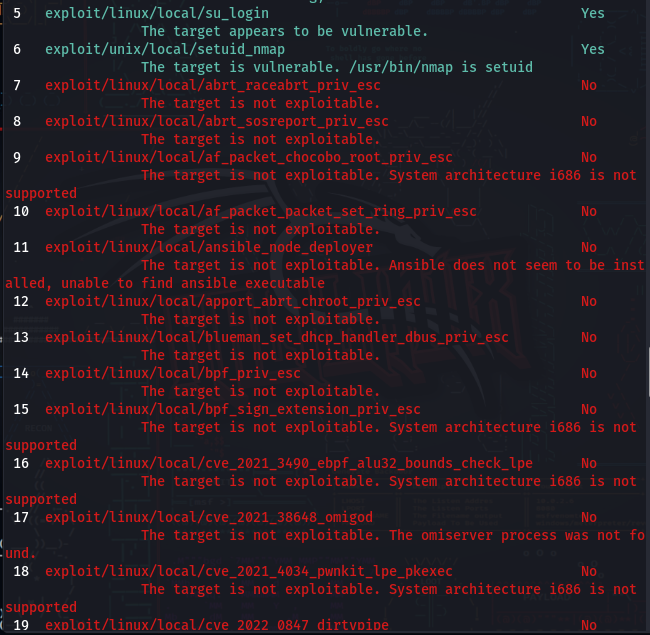 5 exploit/linux/local/su_login Yes
The target appears to be vulnerable.
6 exploit/unix/local/setuid_nmap Yes
The target is vulnerable. /usr/bin/nmap is setuid
7 exploit/linux/local/abrt_raceabrt_priv_esc No
The target is not exploitable.
8 exploit/linux/local/abrt_sosreport_priv_esc No
The target is not exploitable.
9 exploit/linux/local/af_packet_chocobo_root_priv_esc No
The target is not exploitable. System architecture i686 is not
supported
10 exploit/linux/local/af_packet_packet_set_ring_priv_esc No
The target is not exploitable.
11 exploit/linux/local/ansible_node_deployer No
The target is not exploitable. Ansible does not seem to be inst
alled, unable to find ansible executable
12 exploit/linux/local/apport_abrt_chroot_priv_esc No
The target is not exploitable.
13 exploit/linux/local/blueman_set_dhcp_handler_dbus_priv_esc No
The target is not exploitable.
14 exploit/linux/local/bpf_priv_esc No
The target is not exploitable.
15 exploit/linux/local/bpf_sign_extension_priv_esc No
The target is not exploitable. System architecture i686 is not
supported
16 exploit/linux/local/cve_2021_3490_ebpf_alu32_bounds_check_lpe No
The target is not exploitable. System architecture i686 is not
supported
17 exploit/linux/local/cve_2021_38648_omigod No
The target is not exploitable. The omiserver process was not fo
und.
18 exploit/linux/local/cve_2021_4034_pwnkit_lpe_pkexec No
The target is not exploitable. System architecture i686 is not
supported
19 exploit/linux/local/cve_2022_0847_dirtypipe No